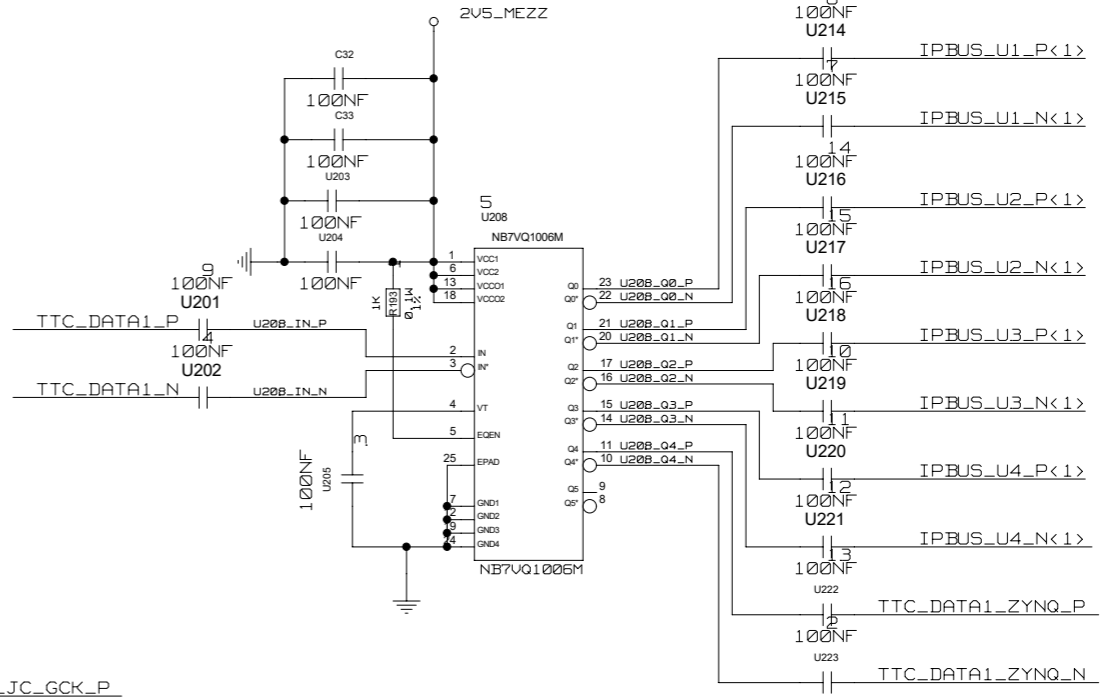 2V5_MEZZ
100NF
U214
IPBUS_U1_P<1>
7
100NF
U215
IPBUS_U1_N<1>
14
100NF
U216
IPBUS_U2_P<1>
15
100NF
U217
IPBUS_U2_N<1>
16
100NF
U218
IPBUS_U3_P<1>
10
100NF
U219
IPBUS_U3_N<1>
11
100NF
U220
IPBUS_U4_P<1>
12
100NF
U221
IPBUS_U4_N<1>
13
100NF
U222
TTC_DATA1_ZYNQ_P
2
100NF
U223
TTC_DATA1_ZYNQ_N
C32
100NF
C33
100NF
U203
100NF
U204
100NF
5
U208
NB7VQ1006M
1 VCC1
6 VCC2
13 VCCO1
18 VCCO2
1K
R193
0.1W
1%
9
100NF
U201
TTC_DATA1_P
U208_IN_P
4
100NF
U202
TTC_DATA1_N
U208_IN_N
2 IN
3 IN*
4 VT
5 EQEN
25 EPAD
7 GND1
2 GND2
9 GND3
24 GND4
3
100NF
U205
Q0 23 U208_Q0_P
Q0* 22 U208_Q0_N
Q1 21 U208_Q1_P
Q1* 20 U208_Q1_N
Q2 17 U208_Q2_P
Q2* 16 U208_Q2_N
Q3 15 U208_Q3_P
Q3* 14 U208_Q3_N
Q4 11 U208_Q4_P
Q4* 10 U208_Q4_N
Q5 9
Q5* 8
NB7VQ1006M
_JC_GCK_P